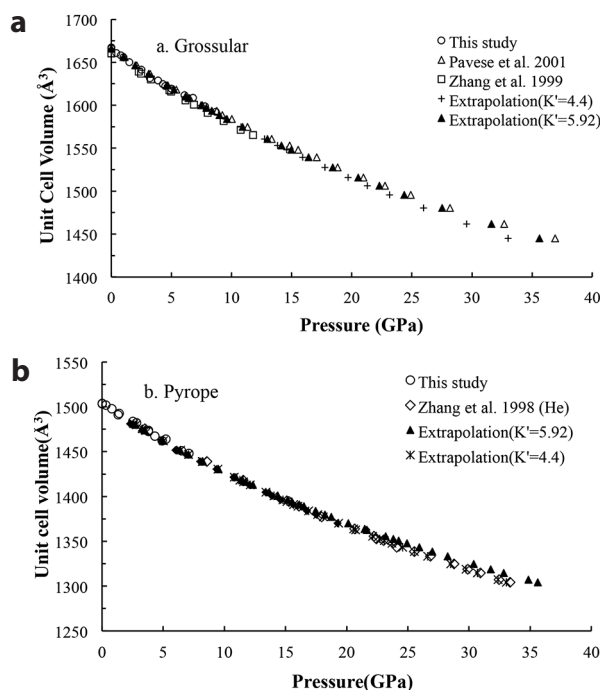 a
a. Grossular
This study
Pavese et al. 2001
Zhang et al. 1999
Extrapolation(K'=4.4)
Extrapolation(K'=5.92)
Unit Cell Volume (Å³)
1700
1650
1600
1550
1500
1450
1400
0 5 10 15 20 25 30 35 40
Pressure (GPa)
b
b. Pyrope
This study
Zhang et al. 1998 (He)
Extrapolation(K'=5.92)
Extrapolation(K'=4.4)
Unit cell volume(Å³)
1550
1500
1450
1400
1350
1300
1250
0 5 10 15 20 25 30 35 40
Pressure(GPa)